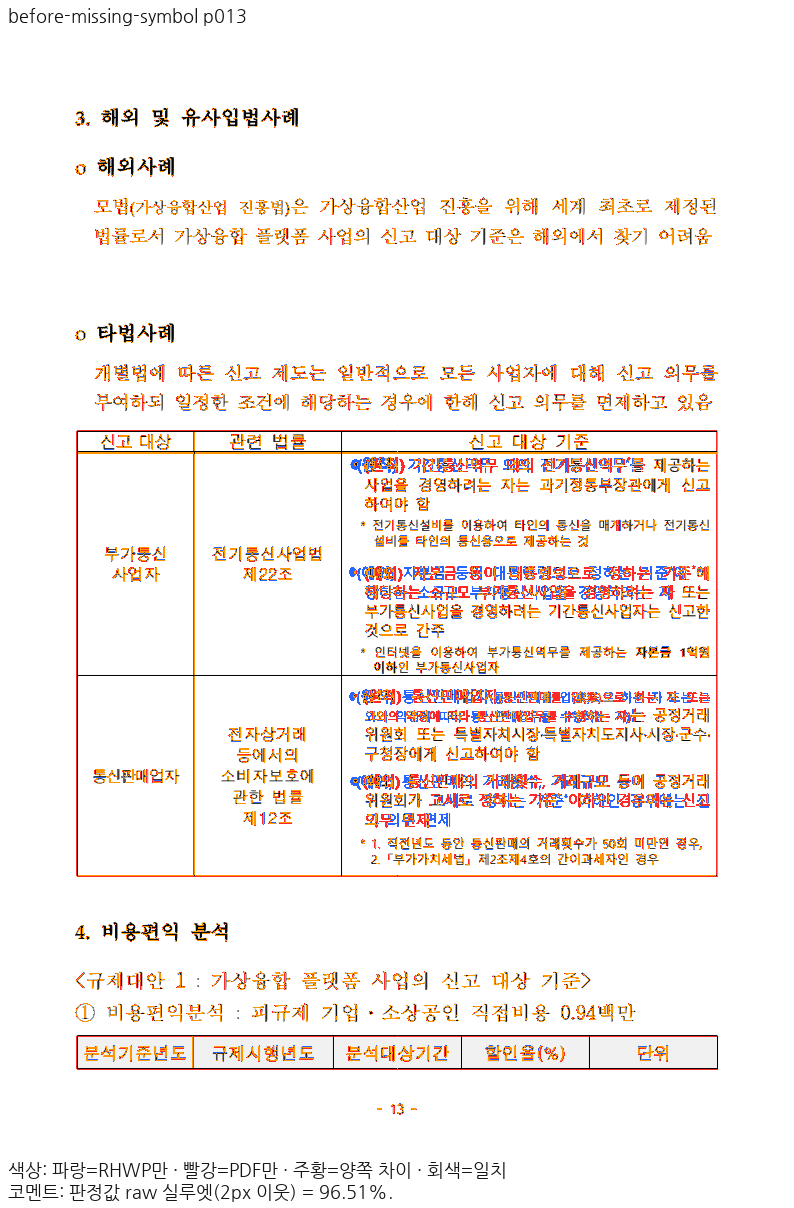 before-missing-symbol p013
3. 해외 및 유사입법사례
o 해외사례
모법(가상융합산업 진흥법)은 가상융합산업 진흥을 위해 세계 최초로 제정된
법률로서 가상융합 플랫폼 사업의 신고 대상 기준은 해외에서 찾기 어려움
o 타법사례
개별법에 따른 신고 제도는 일반적으로 모든 사업자에 대해 신고 의무를
부여하되 일정한 조건에 해당하는 경우에 한해 신고 의무를 면제하고 있음
신고 대상 관련 법률 신고 대상 기준
부가통신
사업자
전기통신사업법
제22조
제공하는
사업을 경영하려는 자는 과기정통부장관에게 신고
하여야 함
* 전기통신설비를 이용하여 타인의 통신을 매개하거나 전기통신
설비를 타인의 통신용으로 제공하는 것
또는
부가통신사업을 경영하려는 기간통신사업자는 신고한
것으로 간주
* 인터넷을 이용하여 부가통신역무를 제공하는 자본금 1억원
이하인 부가통신사업자
통신판매업자
전자상거래
등에서의
소비자보호에
관한 법률
제12조
공정거래
위원회 또는 특별자치시장·특별자치도지사·시장·군수·
구청장에게 신고하여야 함
등이 공정거래
위원회가
면제
* 1. 직전년도 동안 통신판매의 거래횟수가 50회 미만인 경우,
2. 「부가가치세법」 제2조제4호의 간이과세자인 경우
4. 비용편익 분석
<규제대안 1 : 가상융합 플랫폼 사업의 신고 대상 기준>
① 비용편익분석 : 피규제 기업·소상공인 직접비용 0.94백만
분석기준년도 규제시행년도 분석대상기간 할인율(%) 단위
- 13 -
색상: 파랑=RHWP만 · 빨강=PDF만 · 주황=양쪽 차이 · 회색=일치
코멘트: 판정값 raw 실루엣(2px 이웃) = 96.51%.